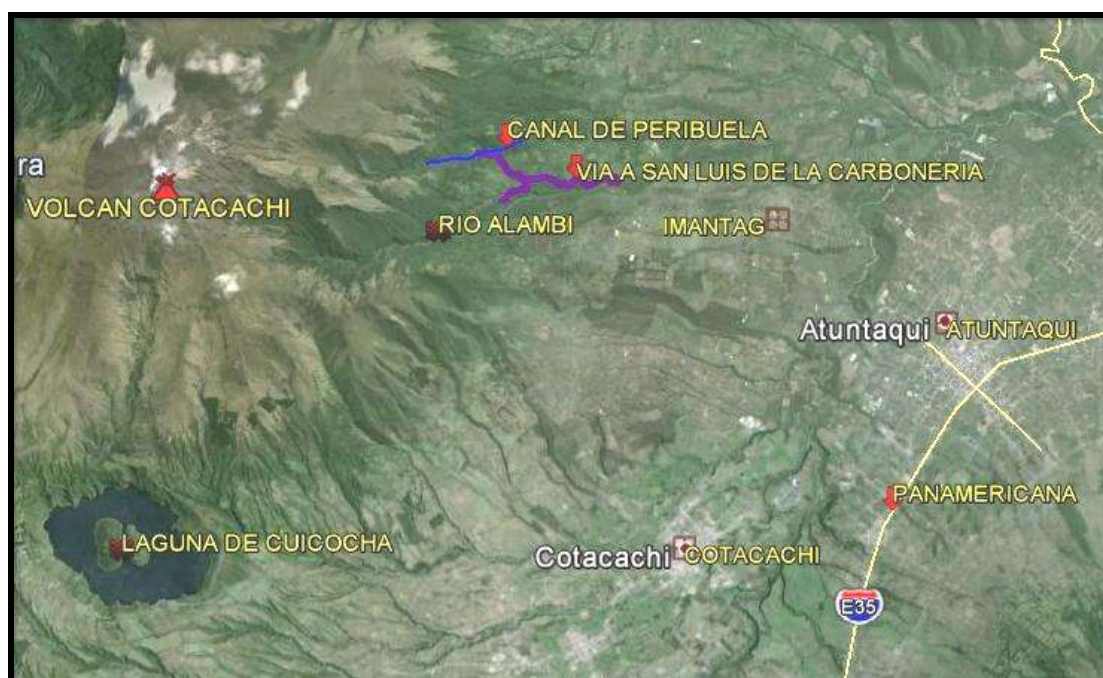 CANAL DE PERIBUELA
ra
VIA A SAN LUIS DE LA CARBONERIA
VOLCAN COTACACHI
RIO ALAMBI
IMANTAG
Atuntaqui
ATUNTAQUI
PANAMERICANA
LAGUNA DE CUICOCHA
Cotacachi
COTACACHI
E35